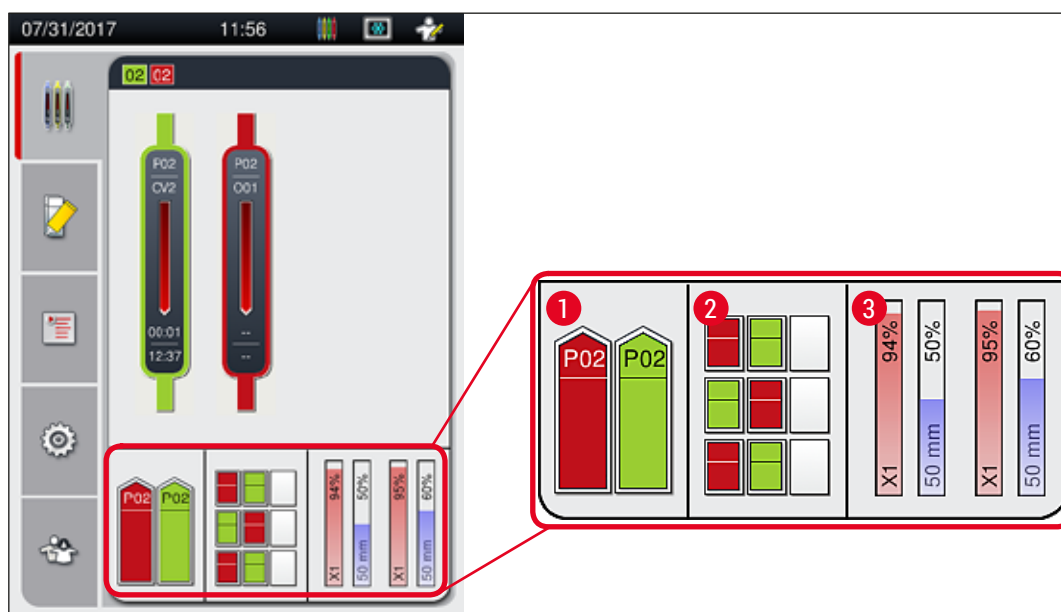 07/31/2017 11:56
02 02
P02 P02
CV2 O01
00:01 --
12:37 --
P02 P02
X1 94%
50 mm 50%
X1 95%
50 mm 60%
1 2 3
P02 P02
X1 94%
50 mm 50%
X1 95%
50 mm 60%